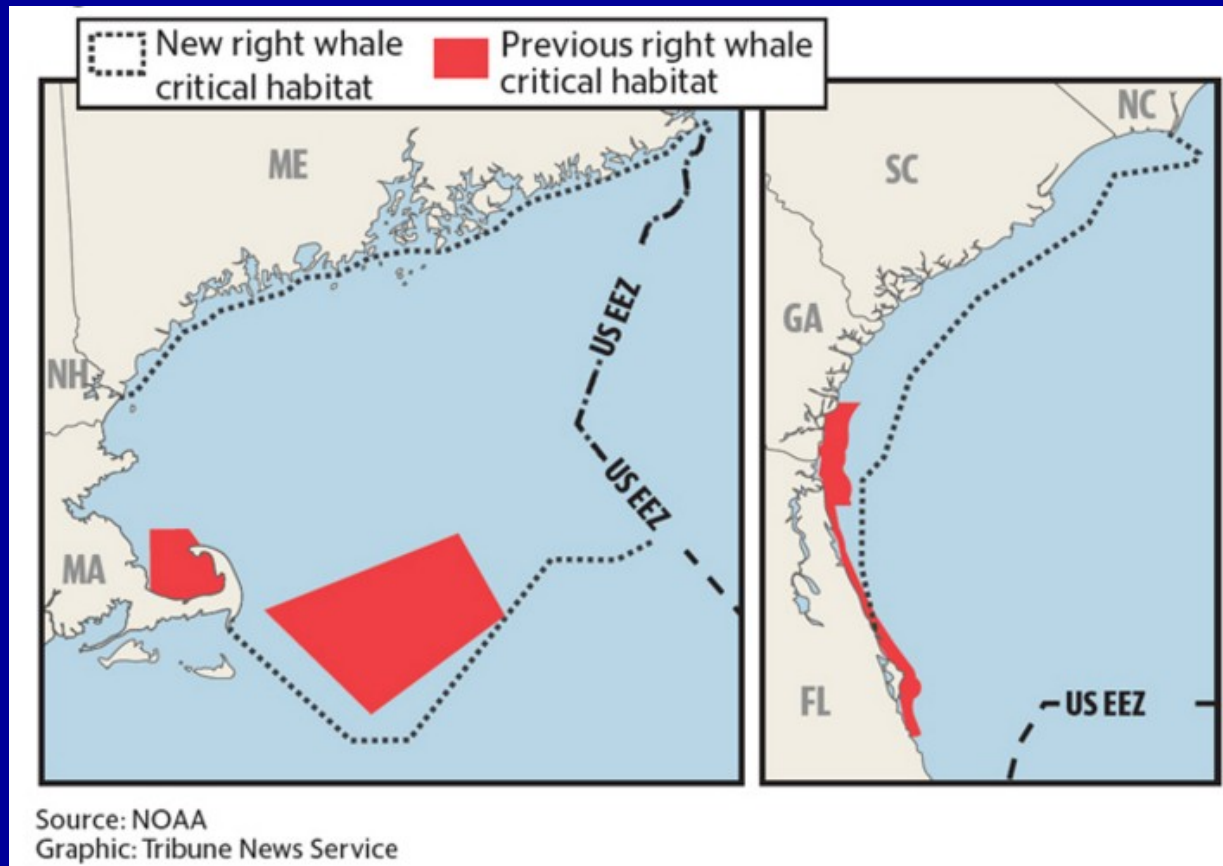 New right whale
critical habitat
Previous right whale
critical habitat
ME
NH
MA
US EEZ
US EEZ
NC
SC
GA
FL
US EEZ
Source: NOAA
Graphic: Tribune News Service